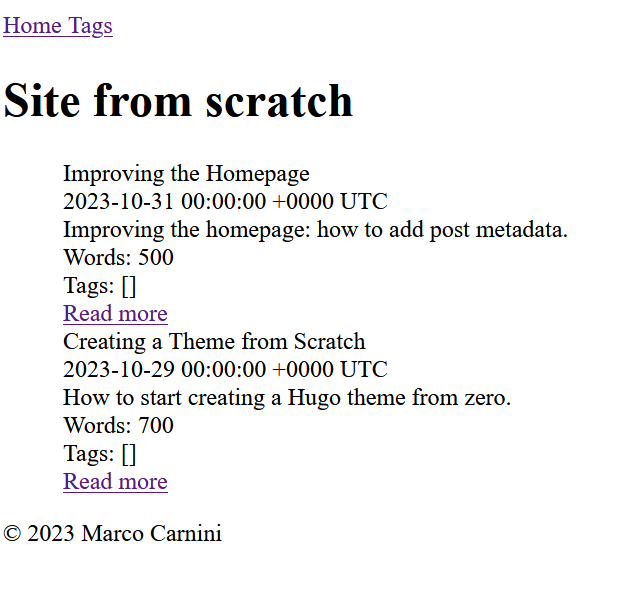 Home Tags
Site from scratch
Improving the Homepage
2023-10-31 00:00:00 +0000 UTC
Improving the homepage: how to add post metadata.
Words: 500
Tags: []
Read more
Creating a Theme from Scratch
2023-10-29 00:00:00 +0000 UTC
How to start creating a Hugo theme from zero.
Words: 700
Tags: []
Read more
© 2023 Marco Carnini